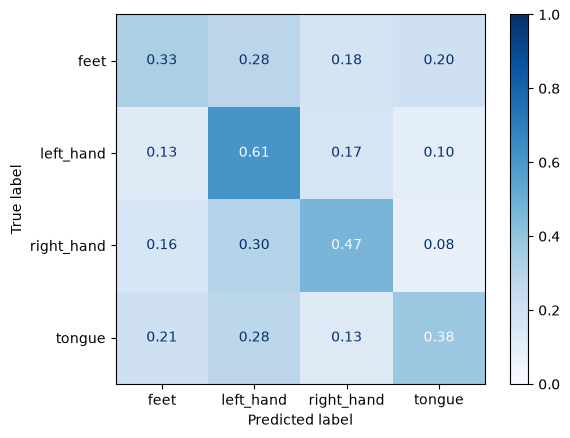 1.0
feet 0.33 0.28 0.18 0.20
0.8
left_hand 0.13 0.61 0.17 0.10
0.6
True label
0.4
right_hand 0.16 0.30 0.47 0.08
0.2
tongue 0.21 0.28 0.13 0.38
0.0
feet left_hand right_hand tongue
Predicted label